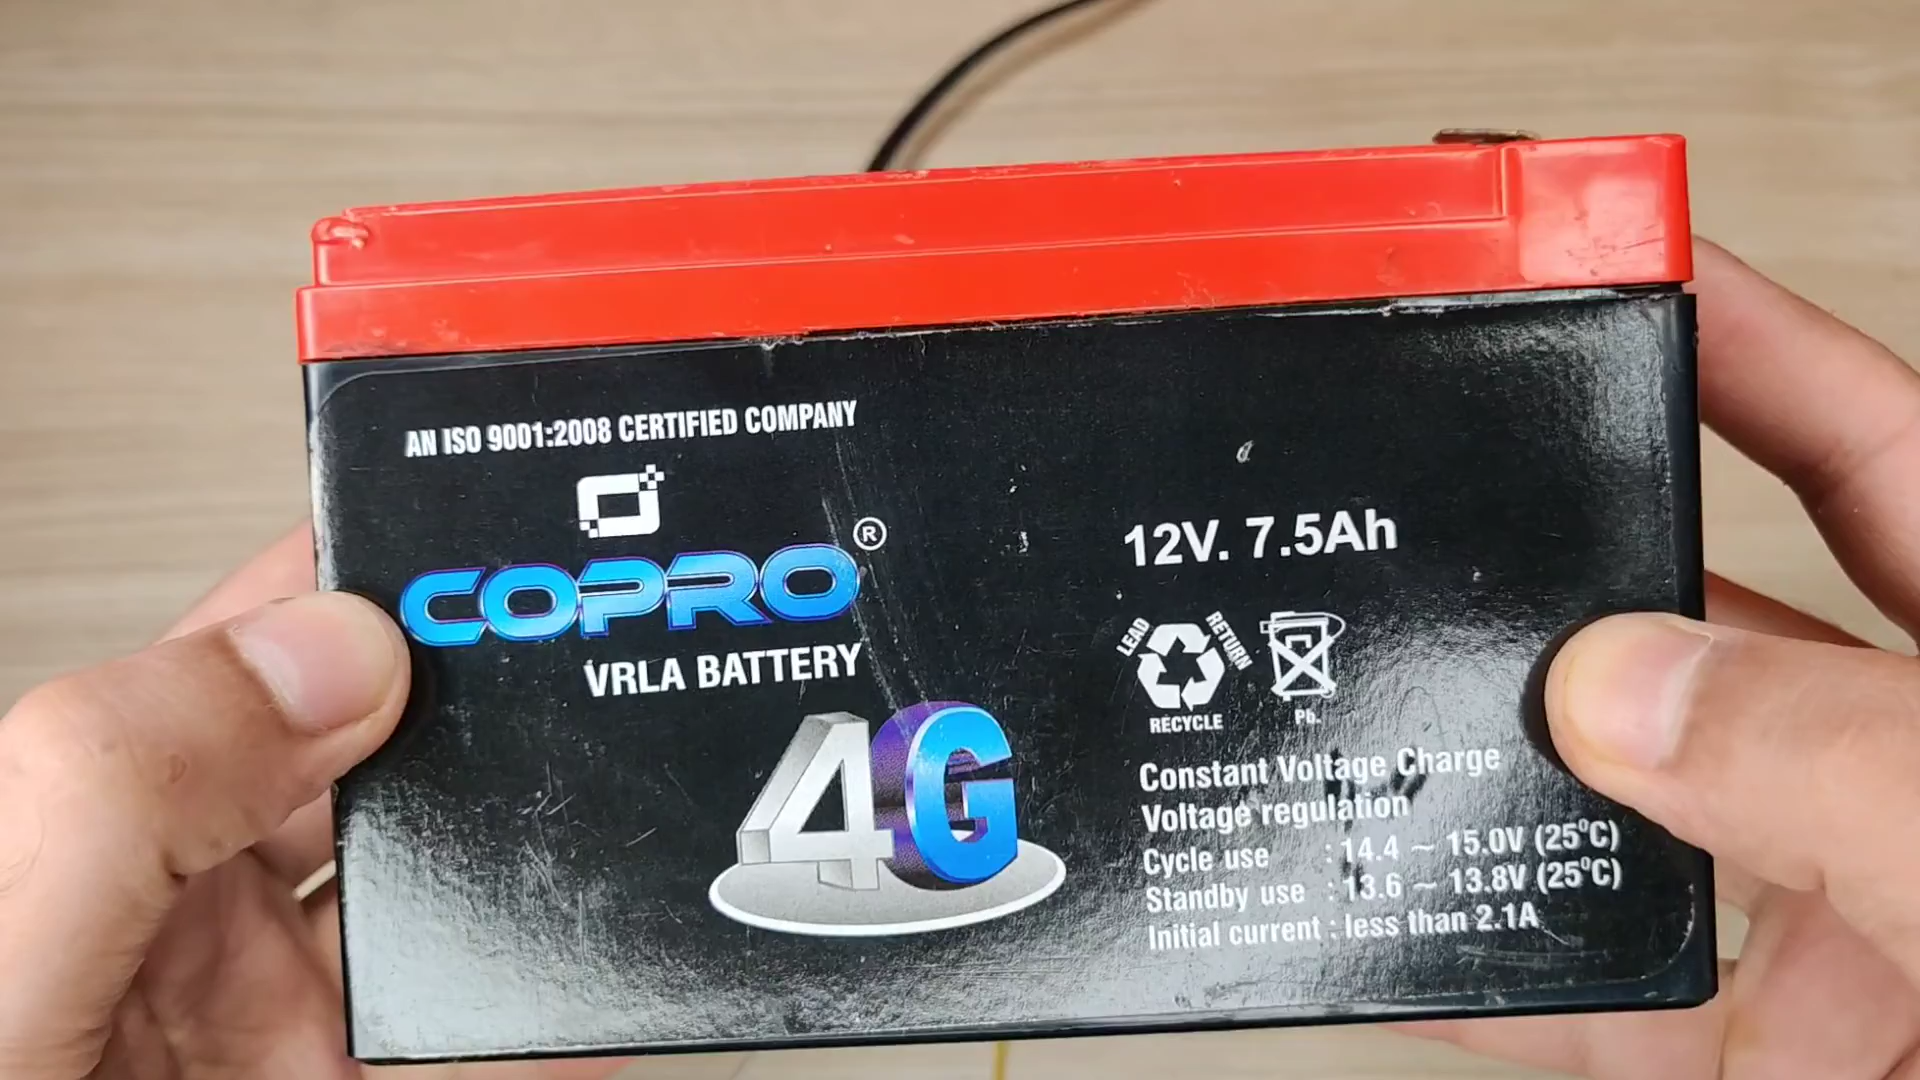 AN ISO 9001:2008 CERTIFIED COMPANY
COPRO®
VRLA BATTERY
4G
12V. 7.5Ah
LEAD RETURN
RECYCLE
Pb.
Constant Voltage Charge
Voltage regulation
Cycle use : 14.4 ~ 15.0V (25ºC)
Standby use : 13.6 ~ 13.8V (25ºC)
Initial current : less than 2.1A